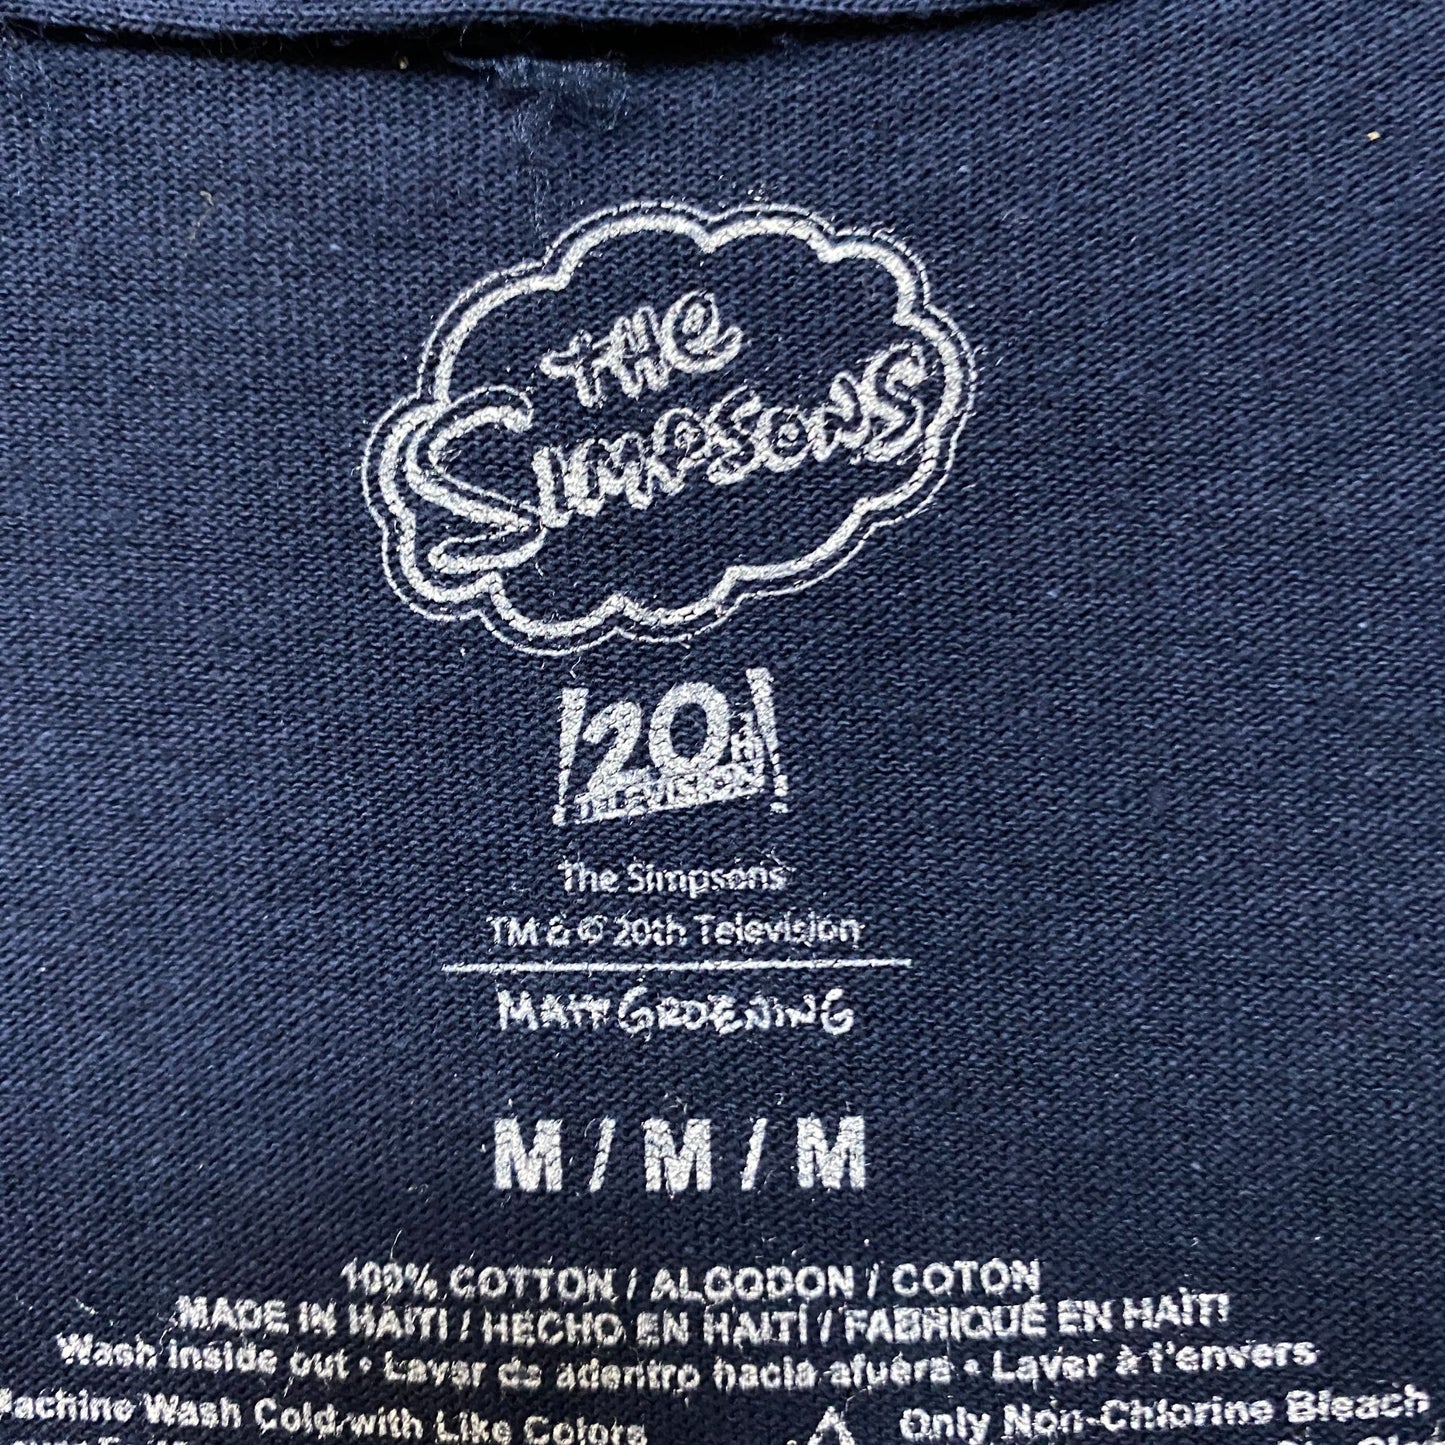 THE
SIMPSONS
20TH
TELEVISION
The Simpsons
TM & © 20th Television
MATT GROENING
M / M / M
100% COTTON / ALGODON / COTON
MADE IN HAITI / HECHO EN HAITÍ / FABRIQUÉ EN HAÏTI
Wash inside out • Lavar de adentro hacia afuera • Laver à l'envers
Machine Wash Cold with Like Colors
Only Non-Chlorine Bleach